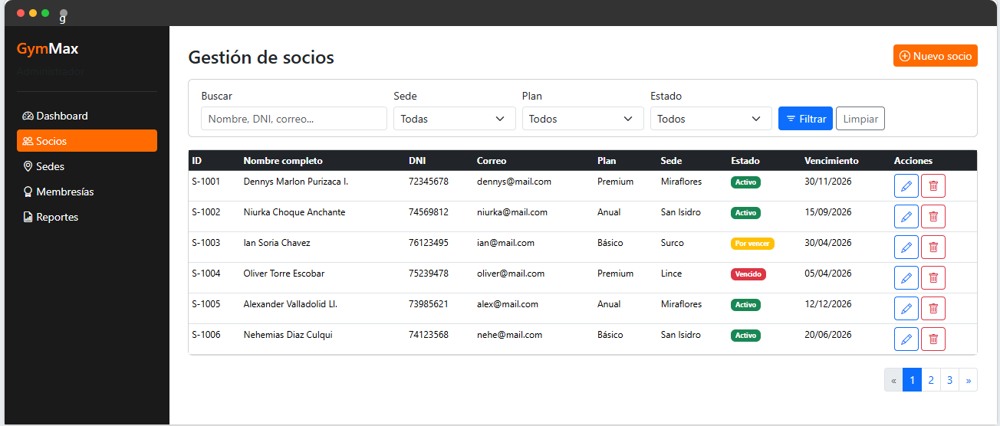 g
GymMax
Administrador
Dashboard
Socios
Sedes
Membresías
Reportes
Gestión de socios
Nuevo socio
Buscar Sede Plan Estado
Nombre, DNI, correo... Todas Todos Todos Filtrar Limpiar
ID Nombre completo DNI Correo Plan Sede Estado Vencimiento Acciones
S-1001 Dennys Marlon Purizaca I. 72345678 dennys@mail.com Premium Miraflores Activo 30/11/2026
S-1002 Niurka Choque Anchante 74569812 niurka@mail.com Anual San Isidro Activo 15/09/2026
S-1003 Ian Soria Chavez 76123495 ian@mail.com Básico Surco Por vencer 30/04/2026
S-1004 Oliver Torre Escobar 75239478 oliver@mail.com Premium Lince Vencido 05/04/2026
S-1005 Alexander Valladolid Ll. 73985621 alex@mail.com Anual Miraflores Activo 12/12/2026
S-1006 Nehemias Diaz Culqui 74123568 nehe@mail.com Básico San Isidro Activo 20/06/2026
« 1 2 3 »